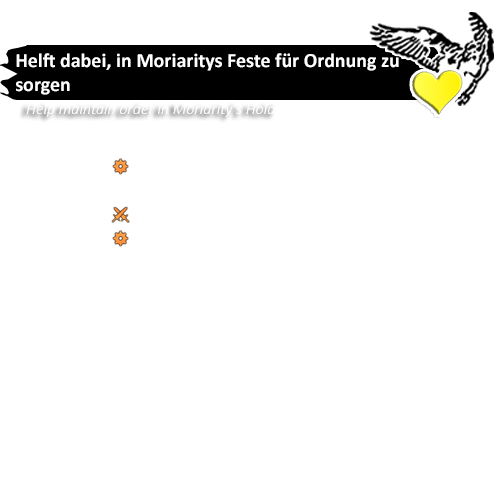 Helft dabei, in Moriaritys Feste für Ordnung zu
sorgen
Help maintain order in Moriarity's Hold